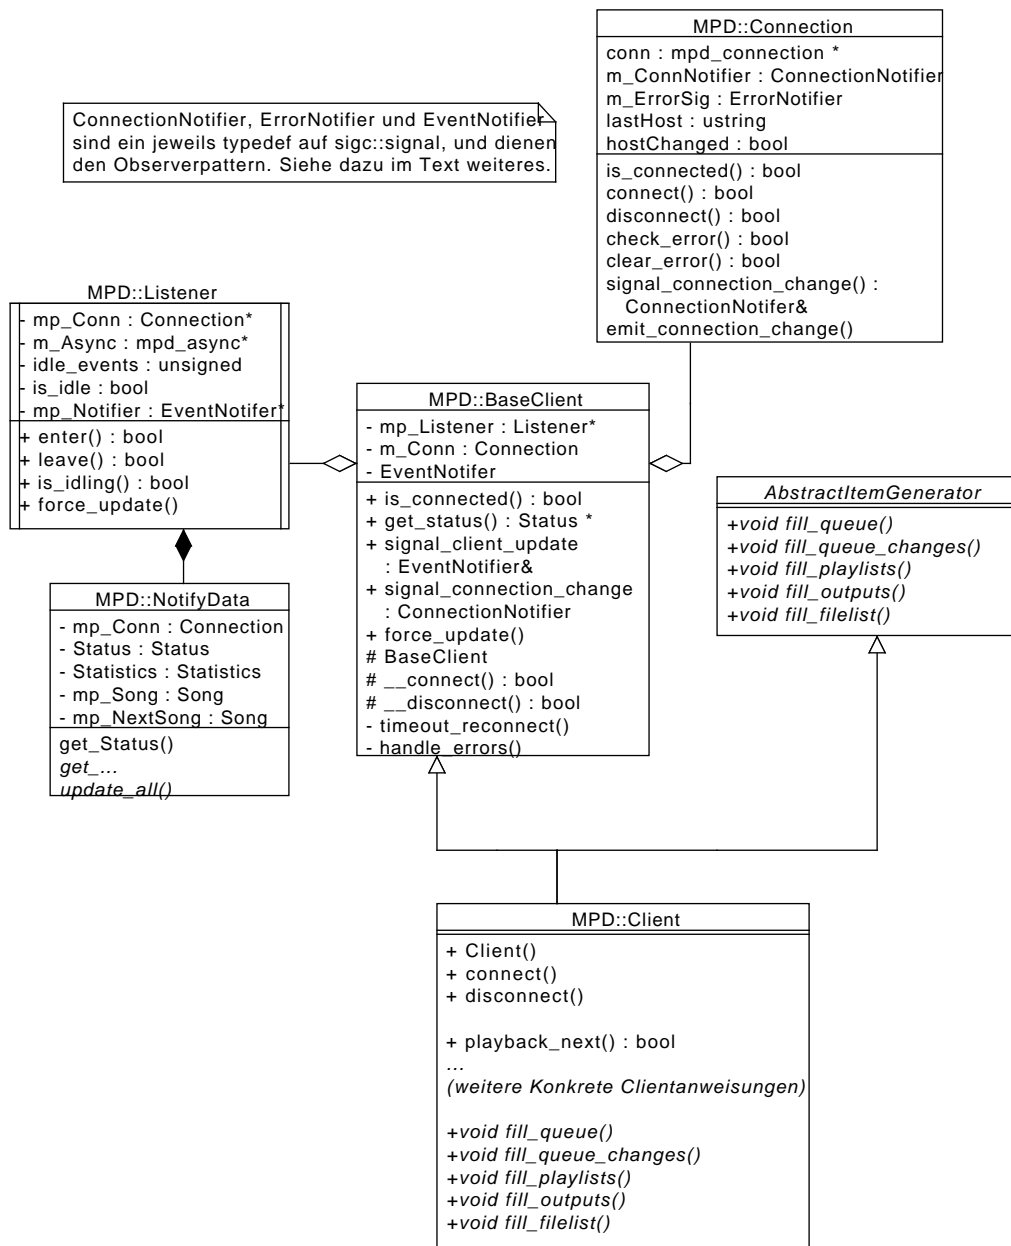 MPD::Connection
conn : mpd_connection *
m_ConnNotifier : ConnectionNotifier
m_ErrorSig : ErrorNotifier
lastHost : ustring
hostChanged : bool
is_connected() : bool
connect() : bool
disconnect() : bool
check_error() : bool
clear_error() : bool
signal_connection_change() :
ConnectionNotifer&
emit_connection_change()
ConnectionNotifier, ErrorNotifier und EventNotifier
sind ein jeweils typedef auf sigc::signal, und dienen
den Observerpattern. Siehe dazu im Text weiteres.
MPD::Listener
- mp_Conn : Connection*
- m_Async : mpd_async*
- idle_events : unsigned
- is_idle : bool
- mp_Notifier : EventNotifer*
+ enter() : bool
+ leave() : bool
+ is_idling() : bool
+ force_update()
MPD::BaseClient
- mp_Listener : Listener*
- m_Conn : Connection
- EventNotifer
+ is_connected() : bool
+ get_status() : Status *
+ signal_client_update
: EventNotifier&
+ signal_connection_change
: ConnectionNotifier
+ force_update()
# BaseClient
# __connect() : bool
# __disconnect() : bool
- timeout_reconnect()
- handle_errors()
AbstractItemGenerator
+void fill_queue()
+void fill_queue_changes()
+void fill_playlists()
+void fill_outputs()
+void fill_filelist()
MPD::NotifyData
- mp_Conn : Connection
- Status : Status
- Statistics : Statistics
- mp_Song : Song
- mp_NextSong : Song
get_Status()
get_...
update_all()
MPD::Client
+ Client()
+ connect()
+ disconnect()
+ playback_next() : bool
...
(weitere Konkrete Clientanweisungen)
+void fill_queue()
+void fill_queue_changes()
+void fill_playlists()
+void fill_outputs()
+void fill_filelist()